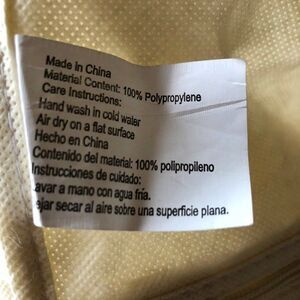 Made In China
Material Content: 100% Polypropylene
Care Instructions:
Hand wash in cold water
Air dry on a flat surface
Hecho en China
Contenido del material: 100% polipropileno
Instrucciones de cuidado:
Lavar a mano con agua fría.
ejar secar al aire sobre una superficie plana.